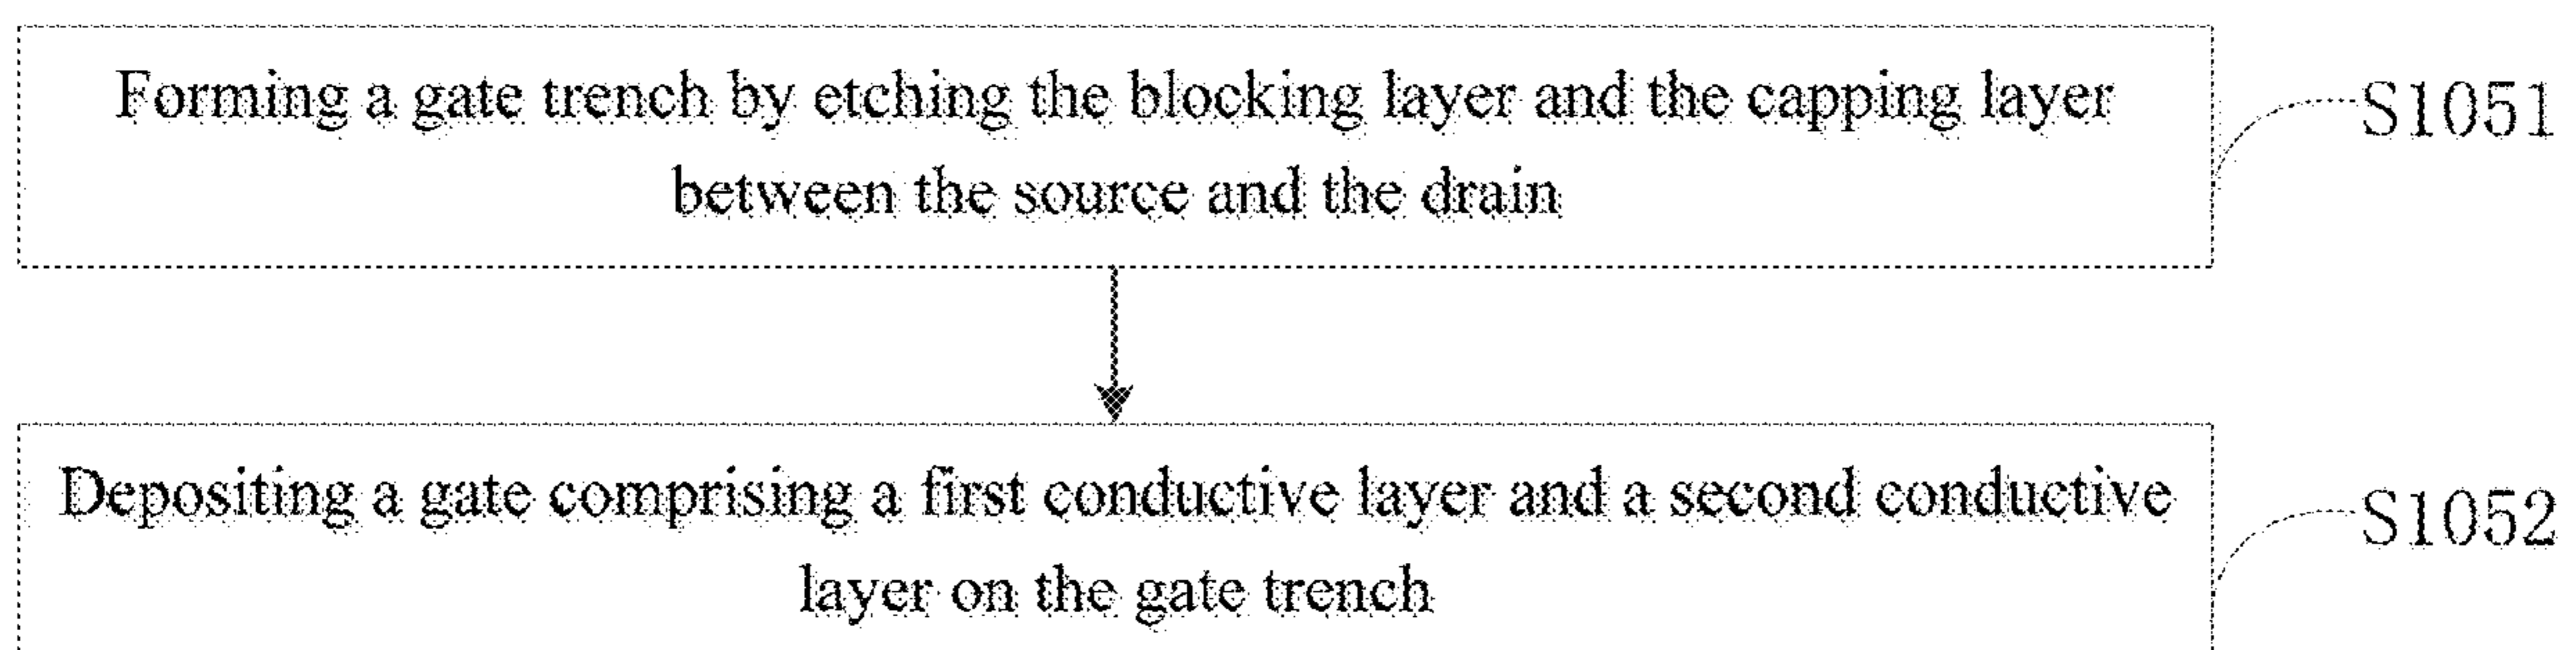 Forming a gate trench by etching the blocking layer and the capping layer
between the source and the drain
S1051
Depositing a gate comprising a first conductive layer and a second conductive
layer on the gate trench
S1052